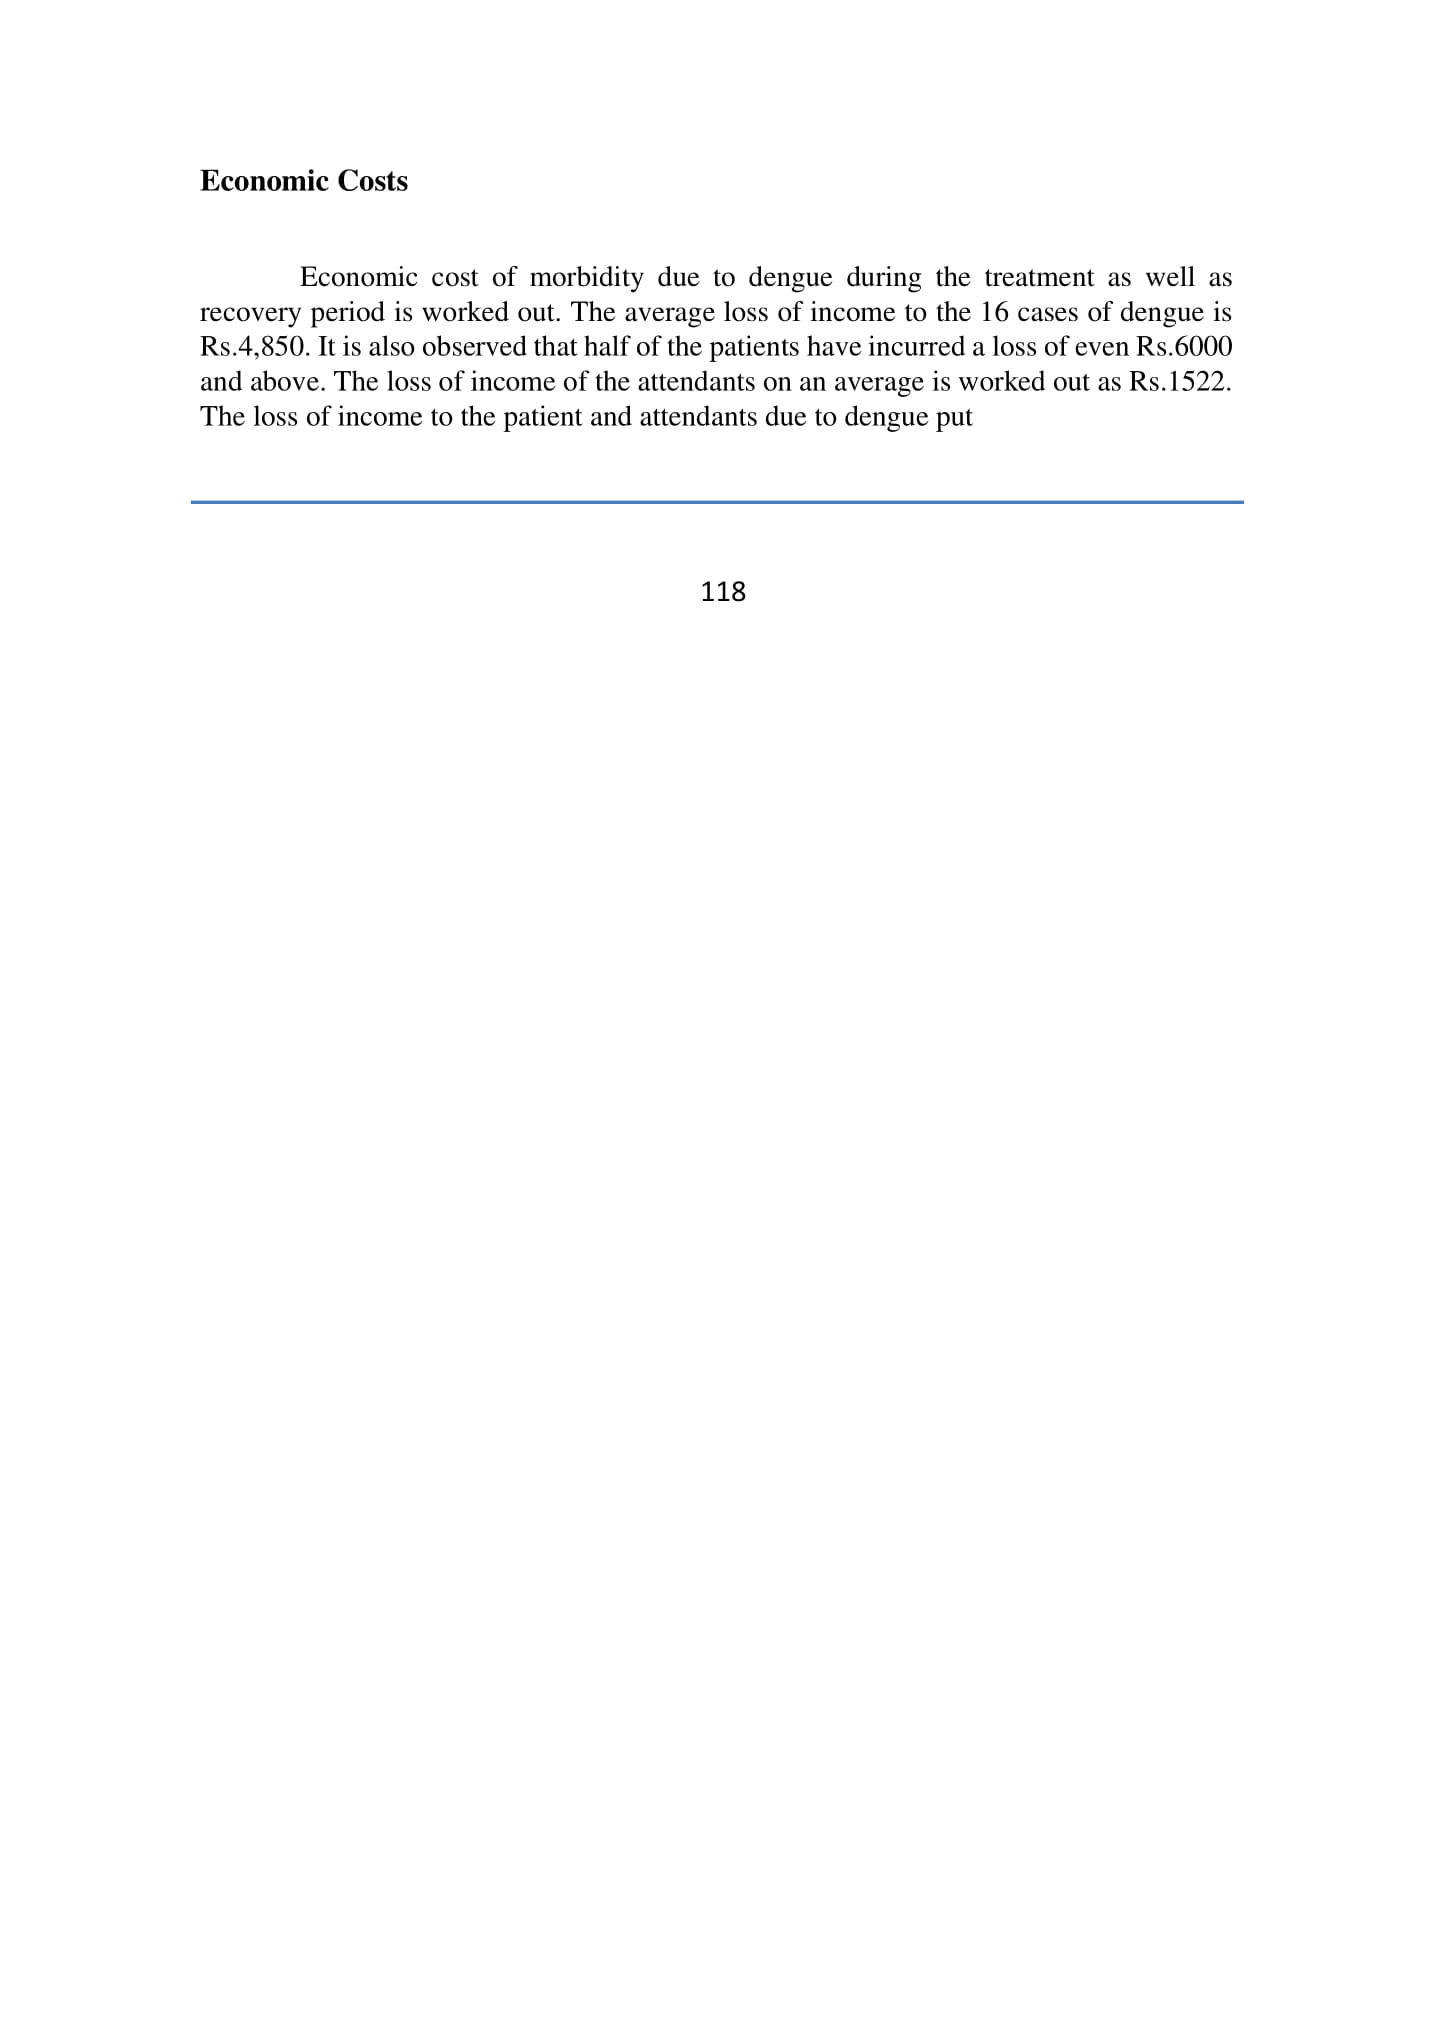 Economic Costs
Economic cost of morbidity due to dengue during the treatment as well as
recovery period is worked out. The average loss of income to the 16 cases of dengue is
Rs.4,850. It is also observed that half of the patients have incurred a loss of even Rs.6000
and above. The loss of income of the attendants on an average is worked out as Rs.1522.
The loss of income to the patient and attendants due to dengue put
118